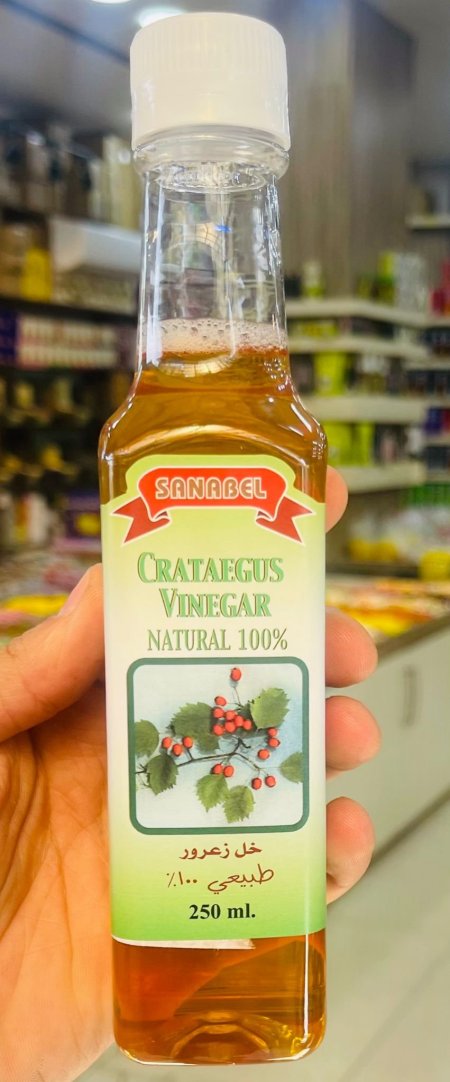 SANABEL
CRATAEGUS
VINEGAR
NATURAL 100%
خل زعرور
طبيعي ١٠٠٪
250 ml.